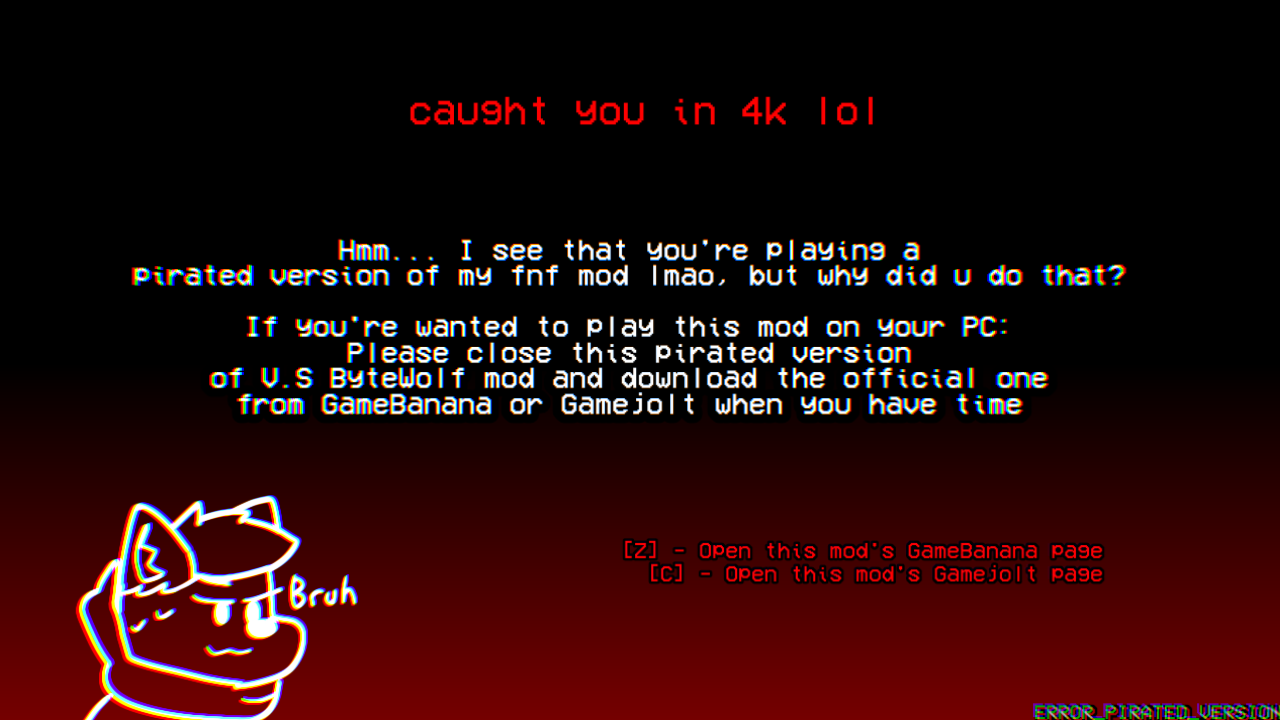 caught you in 4k lol
Hmm... I see that you're playing a
pirated version of my fnf mod lmao, but why did u do that?
If you're wanted to play this mod on your PC:
Please close this pirated version
of V.S ByteWolf mod and download the official one
from GameBanana or Gamejolt when you have time
[Z] - Open this mod's GameBanana page
[C] - Open this mod's Gamejolt page
Bruh
ERROR_PIRATED_VERSION